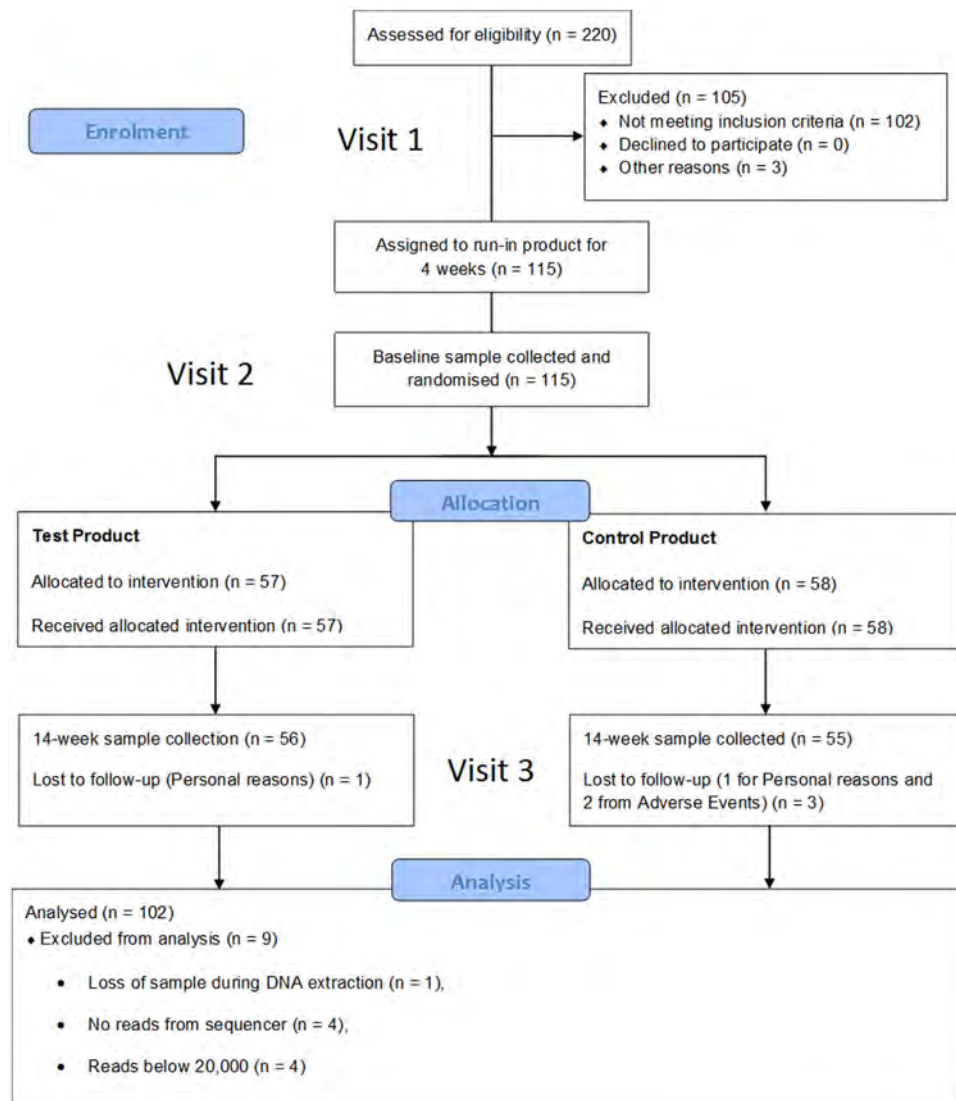 Assessed for eligibility (n = 220)
Enrolment
Visit 1
Excluded (n = 105)
◆ Not meeting inclusion criteria (n = 102)
◆ Declined to participate (n = 0)
◆ Other reasons (n = 3)
Assigned to run-in product for
4 weeks (n = 115)
Visit 2
Baseline sample collected and
randomised (n = 115)
Allocation
Test Product
Allocated to intervention (n = 57)
Received allocated intervention (n = 57)
Control Product
Allocated to intervention (n = 58)
Received allocated intervention (n = 58)
14-week sample collection (n = 56)
Lost to follow-up (Personal reasons) (n = 1)
Visit 3
14-week sample collected (n = 55)
Lost to follow-up (1 for Personal reasons and
2 from Adverse Events) (n = 3)
Analysis
Analysed (n = 102)
◆ Excluded from analysis (n = 9)
• Loss of sample during DNA extraction (n = 1),
• No reads from sequencer (n = 4),
• Reads below 20,000 (n = 4)